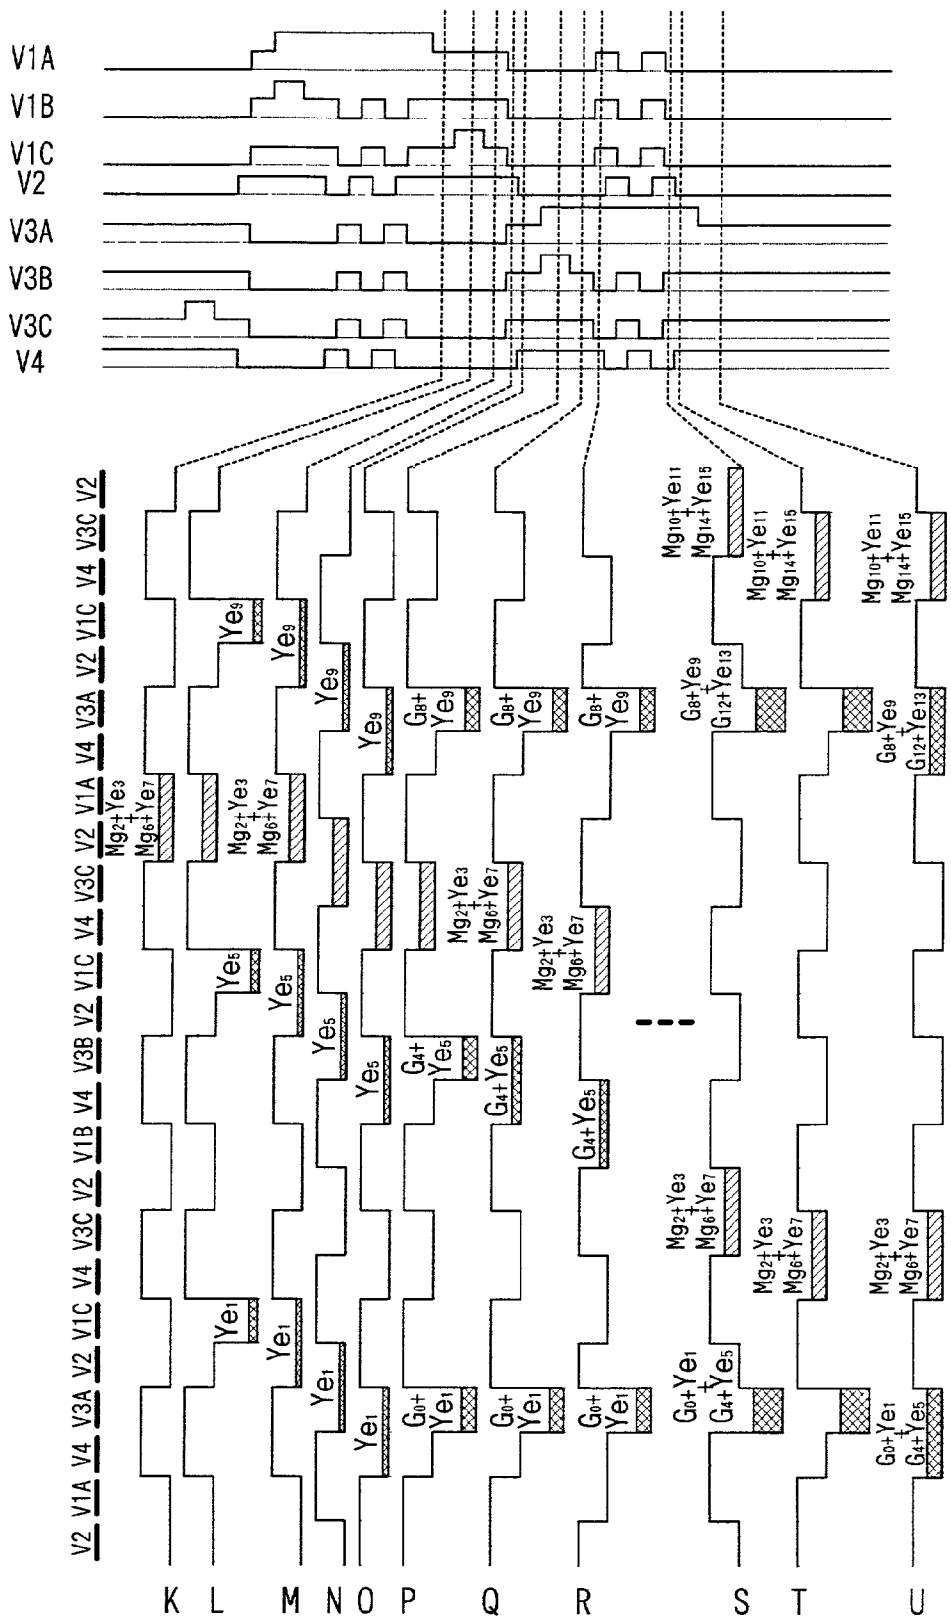 V1A
V1B
V1C
V2
V3A
V3B
V3C
V4
V2 V1A V4 V3A V2 V1C V4 V3C V2 V1B V4 V3B V2 V1C V4 V3C V2 V1A V4 V3A V2 V1C V4 V3C V2
Mg2+Ye3
+
Mg6+Ye7
Ye1
Ye5
Ye9
Mg2+Ye3
+
Mg6+Ye7
Ye1
Ye5
Ye9
Ye1
Ye5
Ye9
Ye1
Ye5
Ye9
G0+
Ye1
G4+
Ye5
G8+
Ye9
G0+
Ye1
G4+Ye5
Mg2+Ye3
+
Mg6+Ye7
G8+
Ye9
G0+
Ye1
G4+Ye5
Mg2+Ye3
+
Mg6+Ye7
G8+
Ye9
G0+Ye1
+
G4+Ye5
Mg2+Ye3
+
Mg6+Ye7
G8+Ye9
+
G12+Ye13
Mg10+Ye11
+
Mg14+Ye15
Mg2+Ye3
+
Mg6+Ye7
Mg10+Ye11
+
Mg14+Ye15
G0+Ye1
+
G4+Ye5
Mg2+Ye3
+
Mg6+Ye7
G8+Ye9
+
G12+Ye13
Mg10+Ye11
+
Mg14+Ye15
K L M N O P Q R S T U